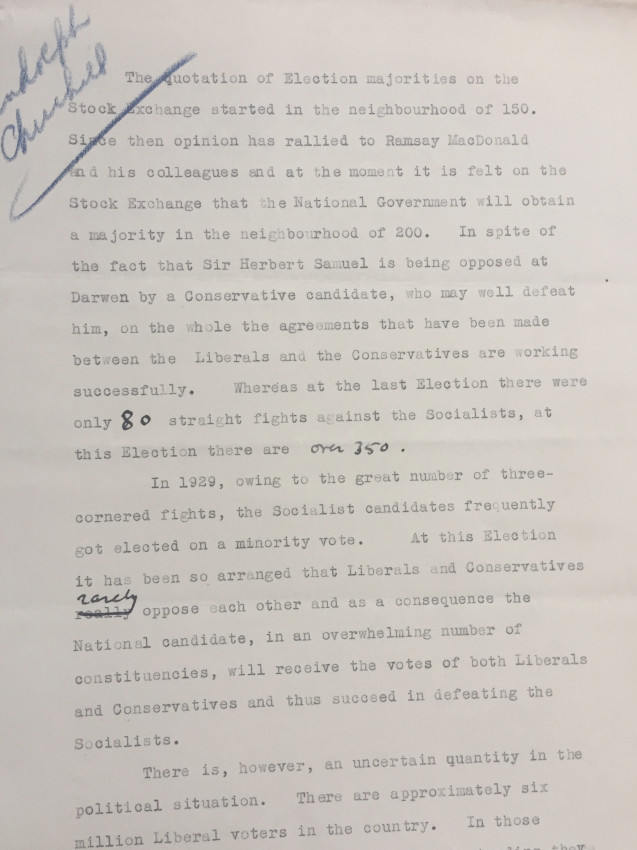 Churchill
The quotation of Election majorities on the
Stock Exchange started in the neighbourhood of 150.
Since then opinion has rallied to Ramsay MacDonald
and his colleagues and at the moment it is felt on the
Stock Exchange that the National Government will obtain
a majority in the neighbourhood of 200. In spite of
the fact that Sir Herbert Samuel is being opposed at
Darwen by a Conservative candidate, who may well defeat
him, on the whole the agreements that have been made
between the Liberals and the Conservatives are working
successfully. Whereas at the last Election there were
only 80 straight fights against the Socialists, at
this Election there are over 350.
In 1929, owing to the great number of three-
cornered fights, the Socialist candidates frequently
got elected on a minority vote. At this Election
it has been so arranged that Liberals and Conservatives
rarely
really oppose each other and as a consequence the
National candidate, in an overwhelming number of
constituencies, will receive the votes of both Liberals
and Conservatives and thus succeed in defeating the
Socialists.
There is, however, an uncertain quantity in the
political situation. There are approximately six
million Liberal voters in the country. In those